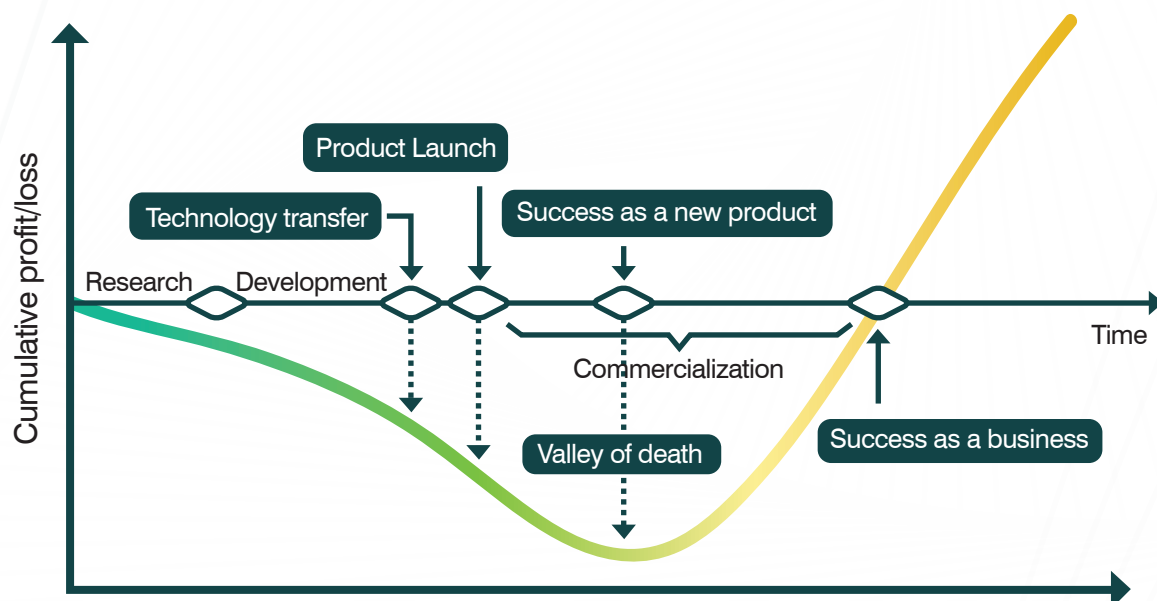 Product Launch
Technology transfer
Success as a new product
Research
Development
Cumulative profit/loss
Time
Commercialization
Valley of death
Success as a business